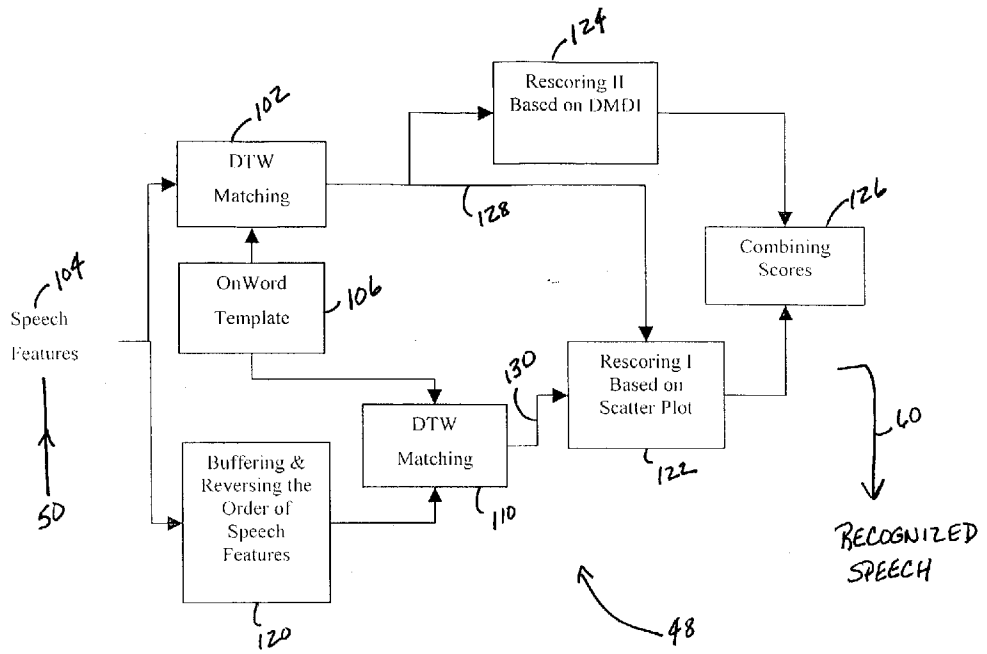 124
Rescoring II
Based on DMDI
102
DTW
Matching
128
126
Combining
Scores
104
Speech
Features
OnWord
Template
106
130
Rescoring I
Based on
Scatter Plot
122
DTW
Matching
110
Buffering &
Reversing the
Order of
Speech
Features
120
50
60
RECOGNIZED
SPEECH
48